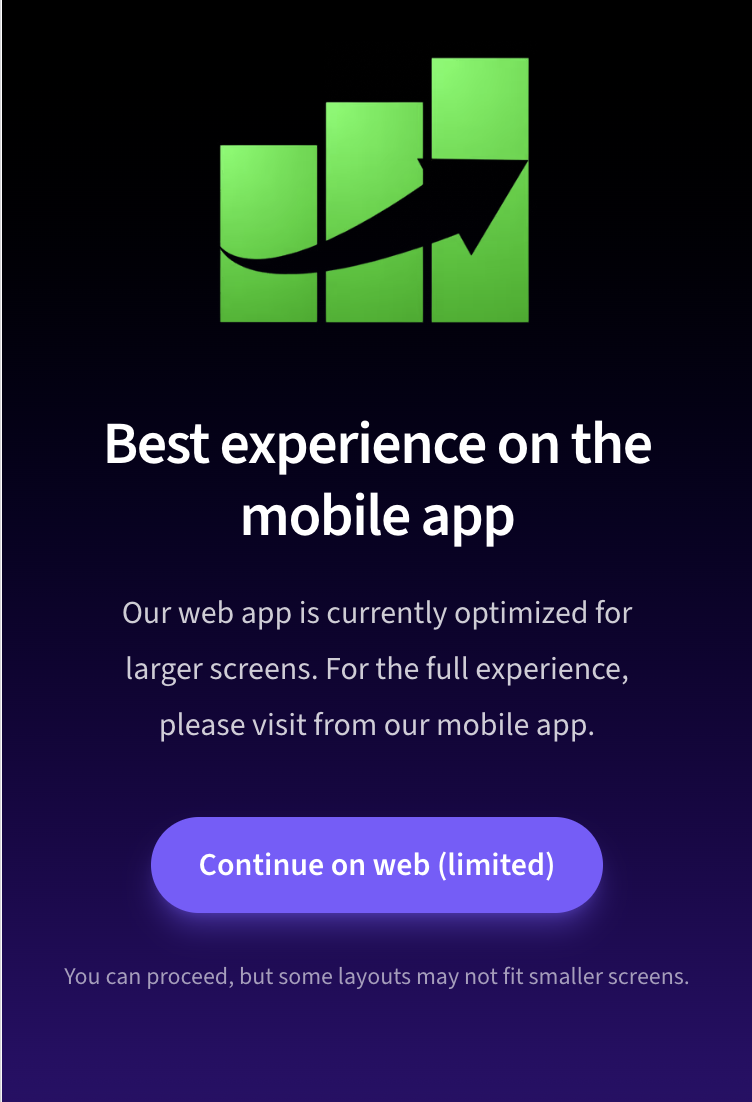 Best experience on the
mobile app
Our web app is currently optimized for
larger screens. For the full experience,
please visit from our mobile app.
Continue on web (limited)
You can proceed, but some layouts may not fit smaller screens.